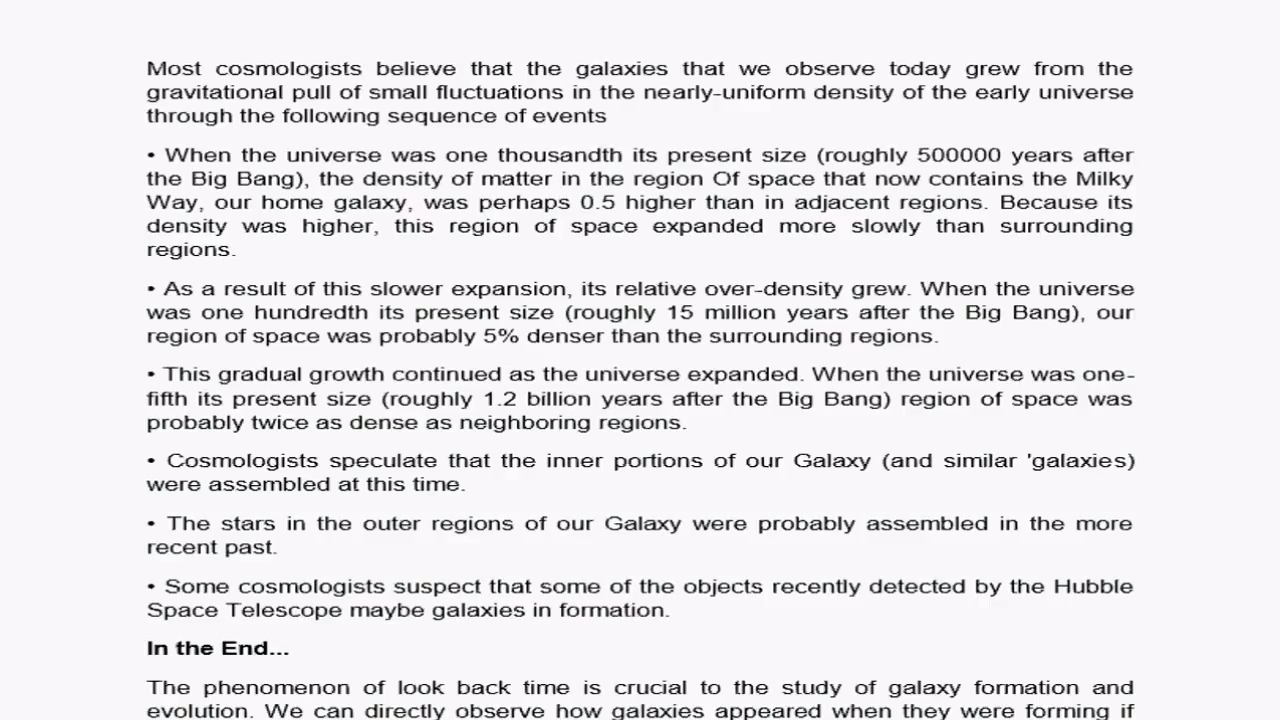 Most cosmologists believe that the galaxies that we observe today grew from the
gravitational pull of small fluctuations in the nearly-uniform density of the early universe
through the following sequence of events
• When the universe was one thousandth its present size (roughly 500000 years after
the Big Bang), the density of matter in the region Of space that now contains the Milky
Way, our home galaxy, was perhaps 0.5 higher than in adjacent regions. Because its
density was higher, this region of space expanded more slowly than surrounding
regions.
• As a result of this slower expansion, its relative over-density grew. When the universe
was one hundredth its present size (roughly 15 million years after the Big Bang), our
region of space was probably 5% denser than the surrounding regions.
• This gradual growth continued as the universe expanded. When the universe was one-
fifth its present size (roughly 1.2 billion years after the Big Bang) region of space was
probably twice as dense as neighboring regions.
• Cosmologists speculate that the inner portions of our Galaxy (and similar 'galaxies)
were assembled at this time.
• The stars in the outer regions of our Galaxy were probably assembled in the more
recent past.
• Some cosmologists suspect that some of the objects recently detected by the Hubble
Space Telescope maybe galaxies in formation.
In the End...
The phenomenon of look back time is crucial to the study of galaxy formation and
evolution. We can directly observe how galaxies appeared when they were forming if